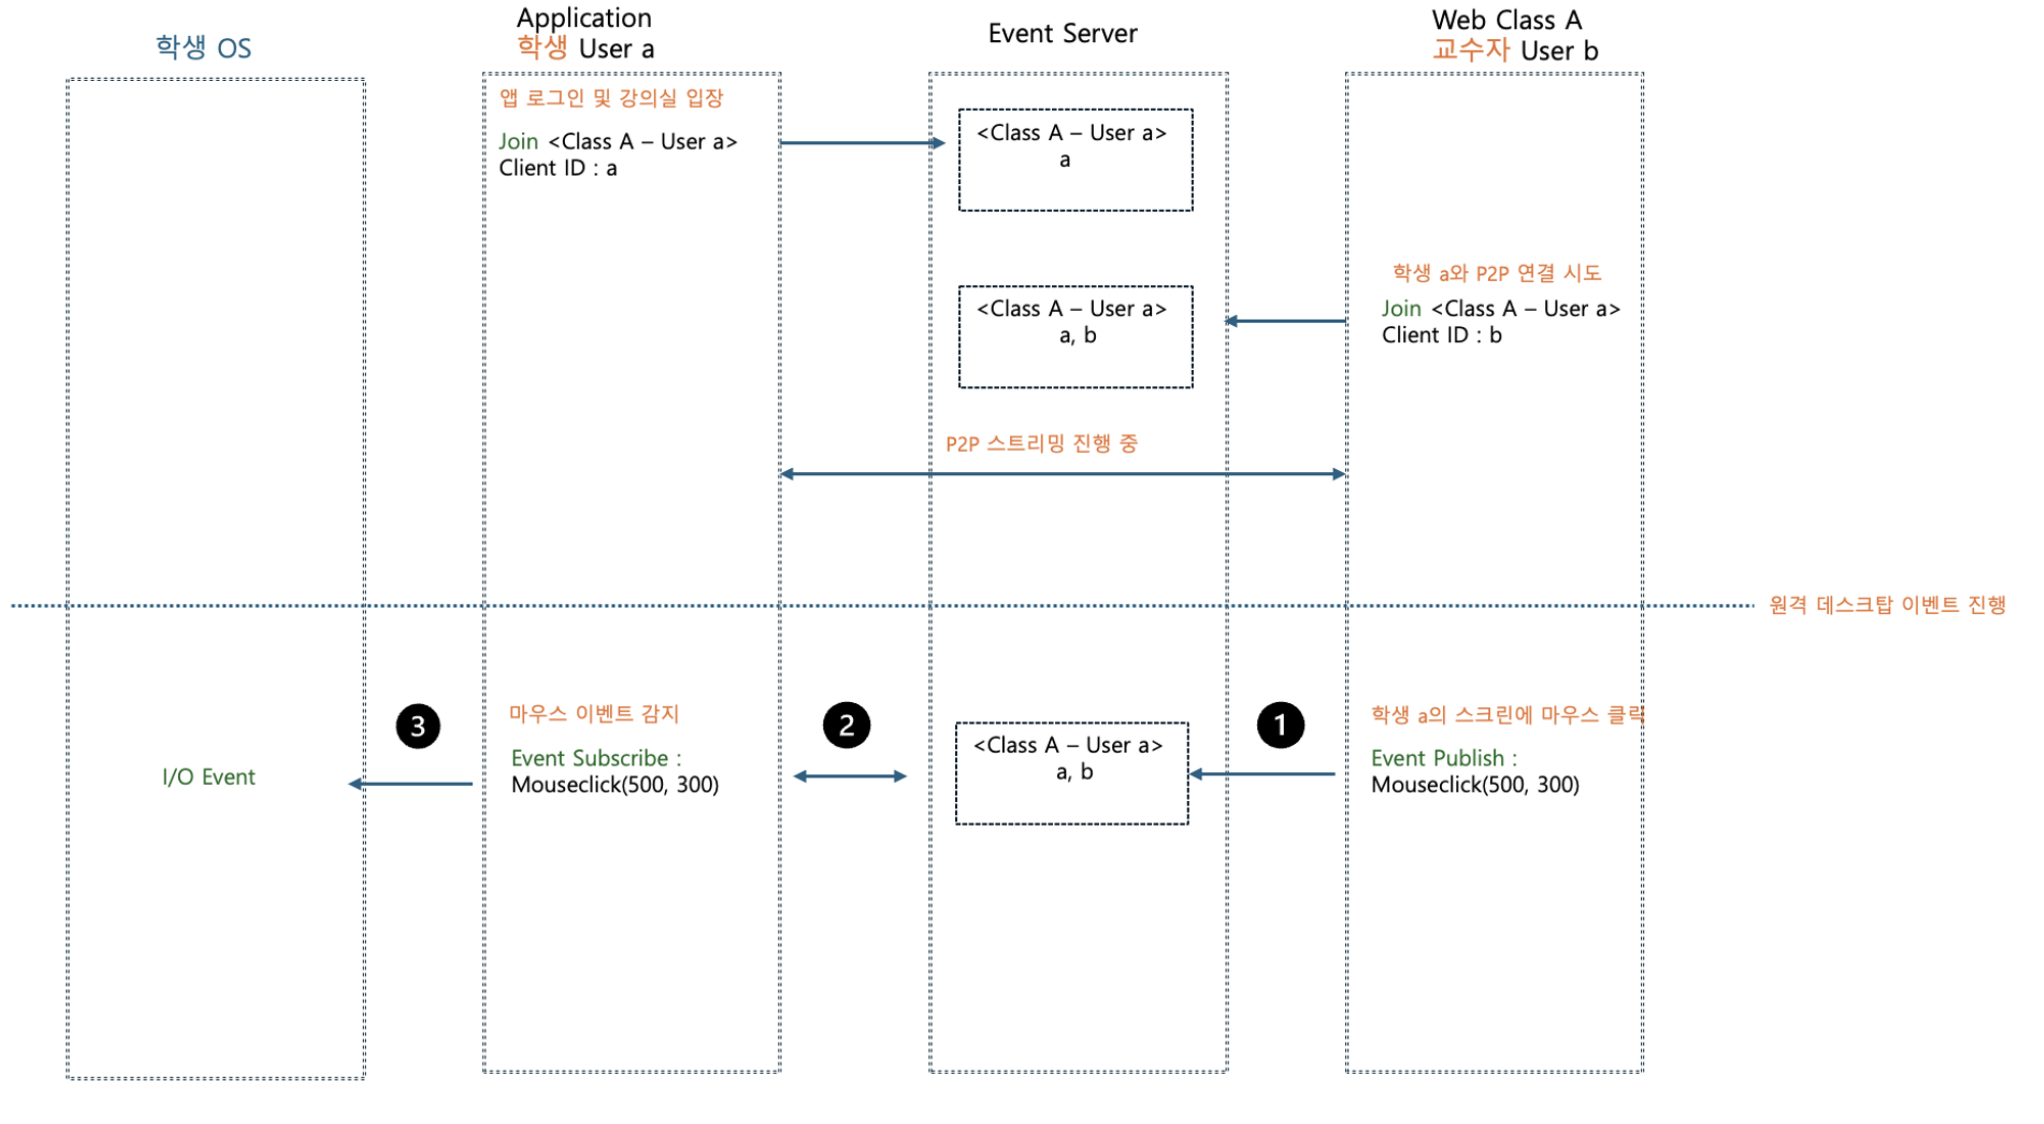 학생 OS
Application
학생 User a
Event Server
Web Class A
교수자 User b
앱 로그인 및 강의실 입장
Join <Class A – User a>
Client ID : a
<Class A – User a>
a
학생 a와 P2P 연결 시도
Join <Class A – User a>
Client ID : b
<Class A – User a>
a, b
P2P 스트리밍 진행 중
원격 데스크탑 이벤트 진행
3
마우스 이벤트 감지
2
1
학생 a의 스크린에 마우스 클릭
I/O Event
Event Subscribe :
Mouseclick(500, 300)
<Class A – User a>
a, b
Event Publish :
Mouseclick(500, 300)